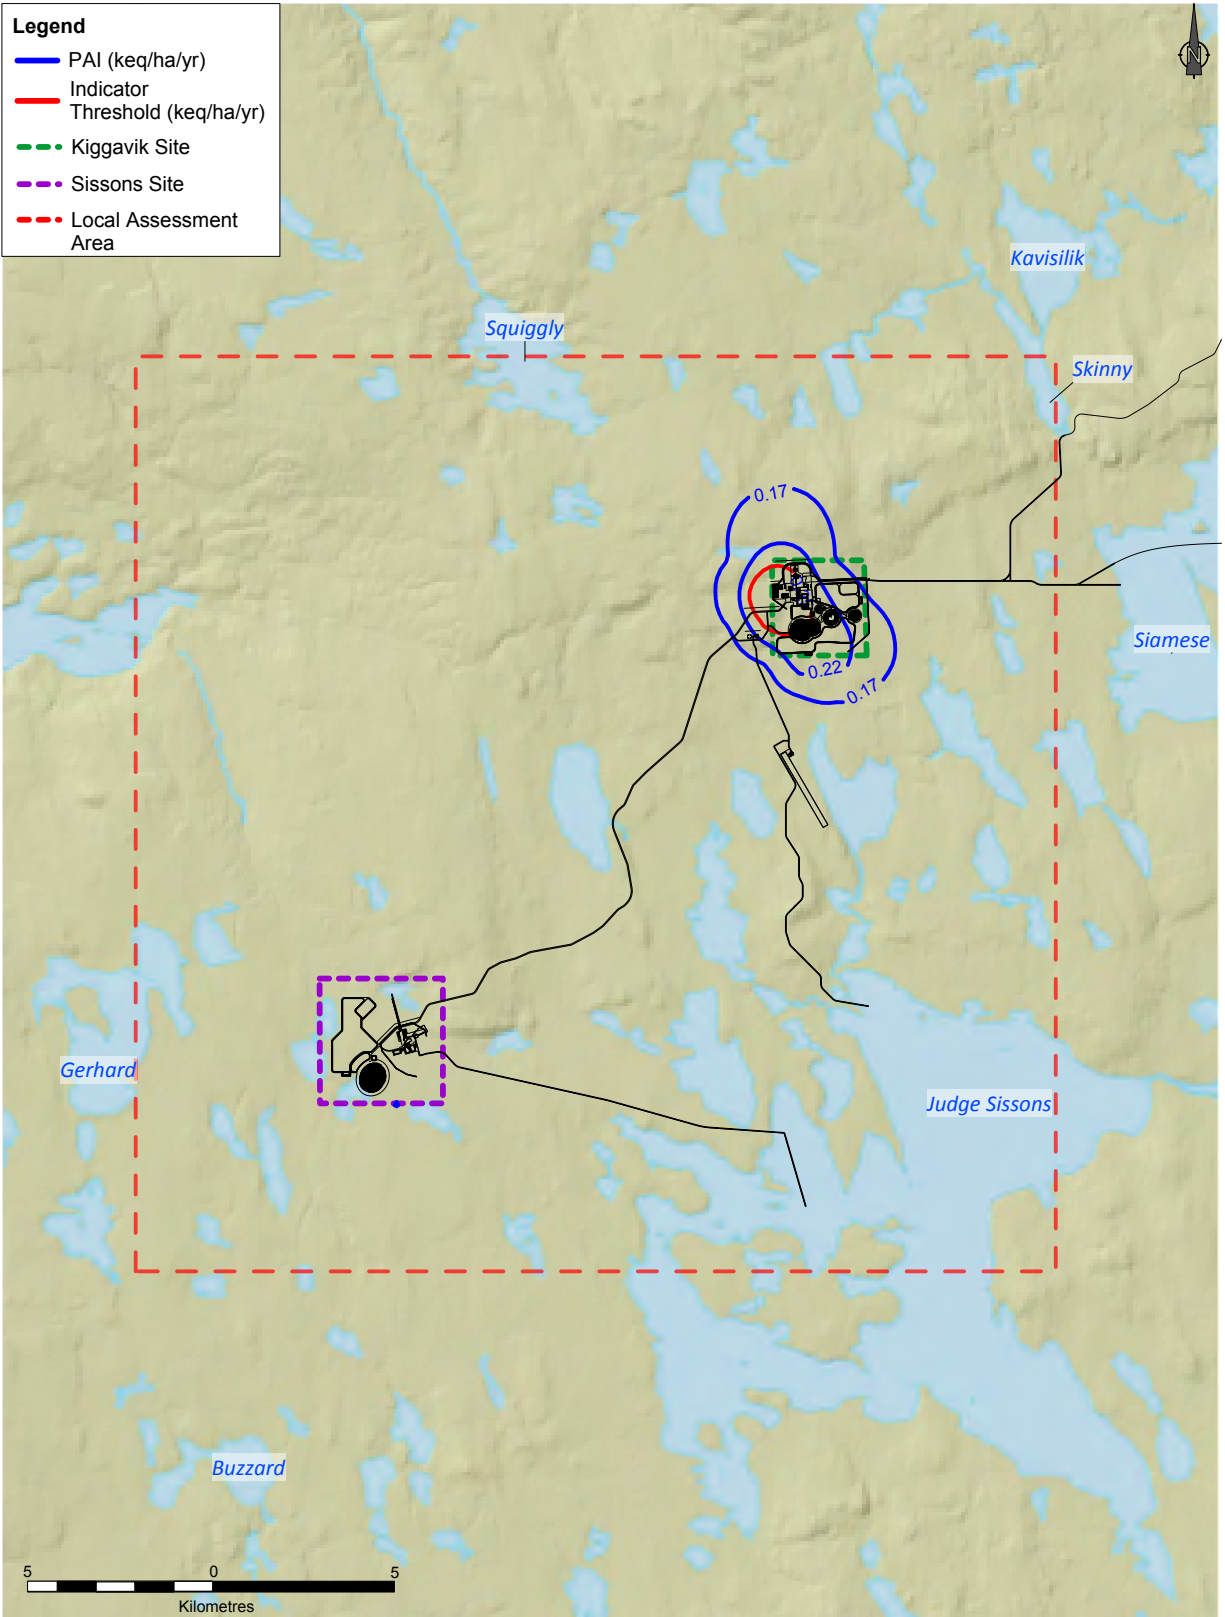 Legend
PAI (keq/ha/yr)
Indicator
Threshold (keq/ha/yr)
Kiggavik Site
Sissons Site
Local Assessment
Area
N
Kavisilik
Squiggly
Skinny
0.17
Siamese
0.22
0.17
Gerhard
Judge Sissons
Buzzard
5 0 5
Kilometres